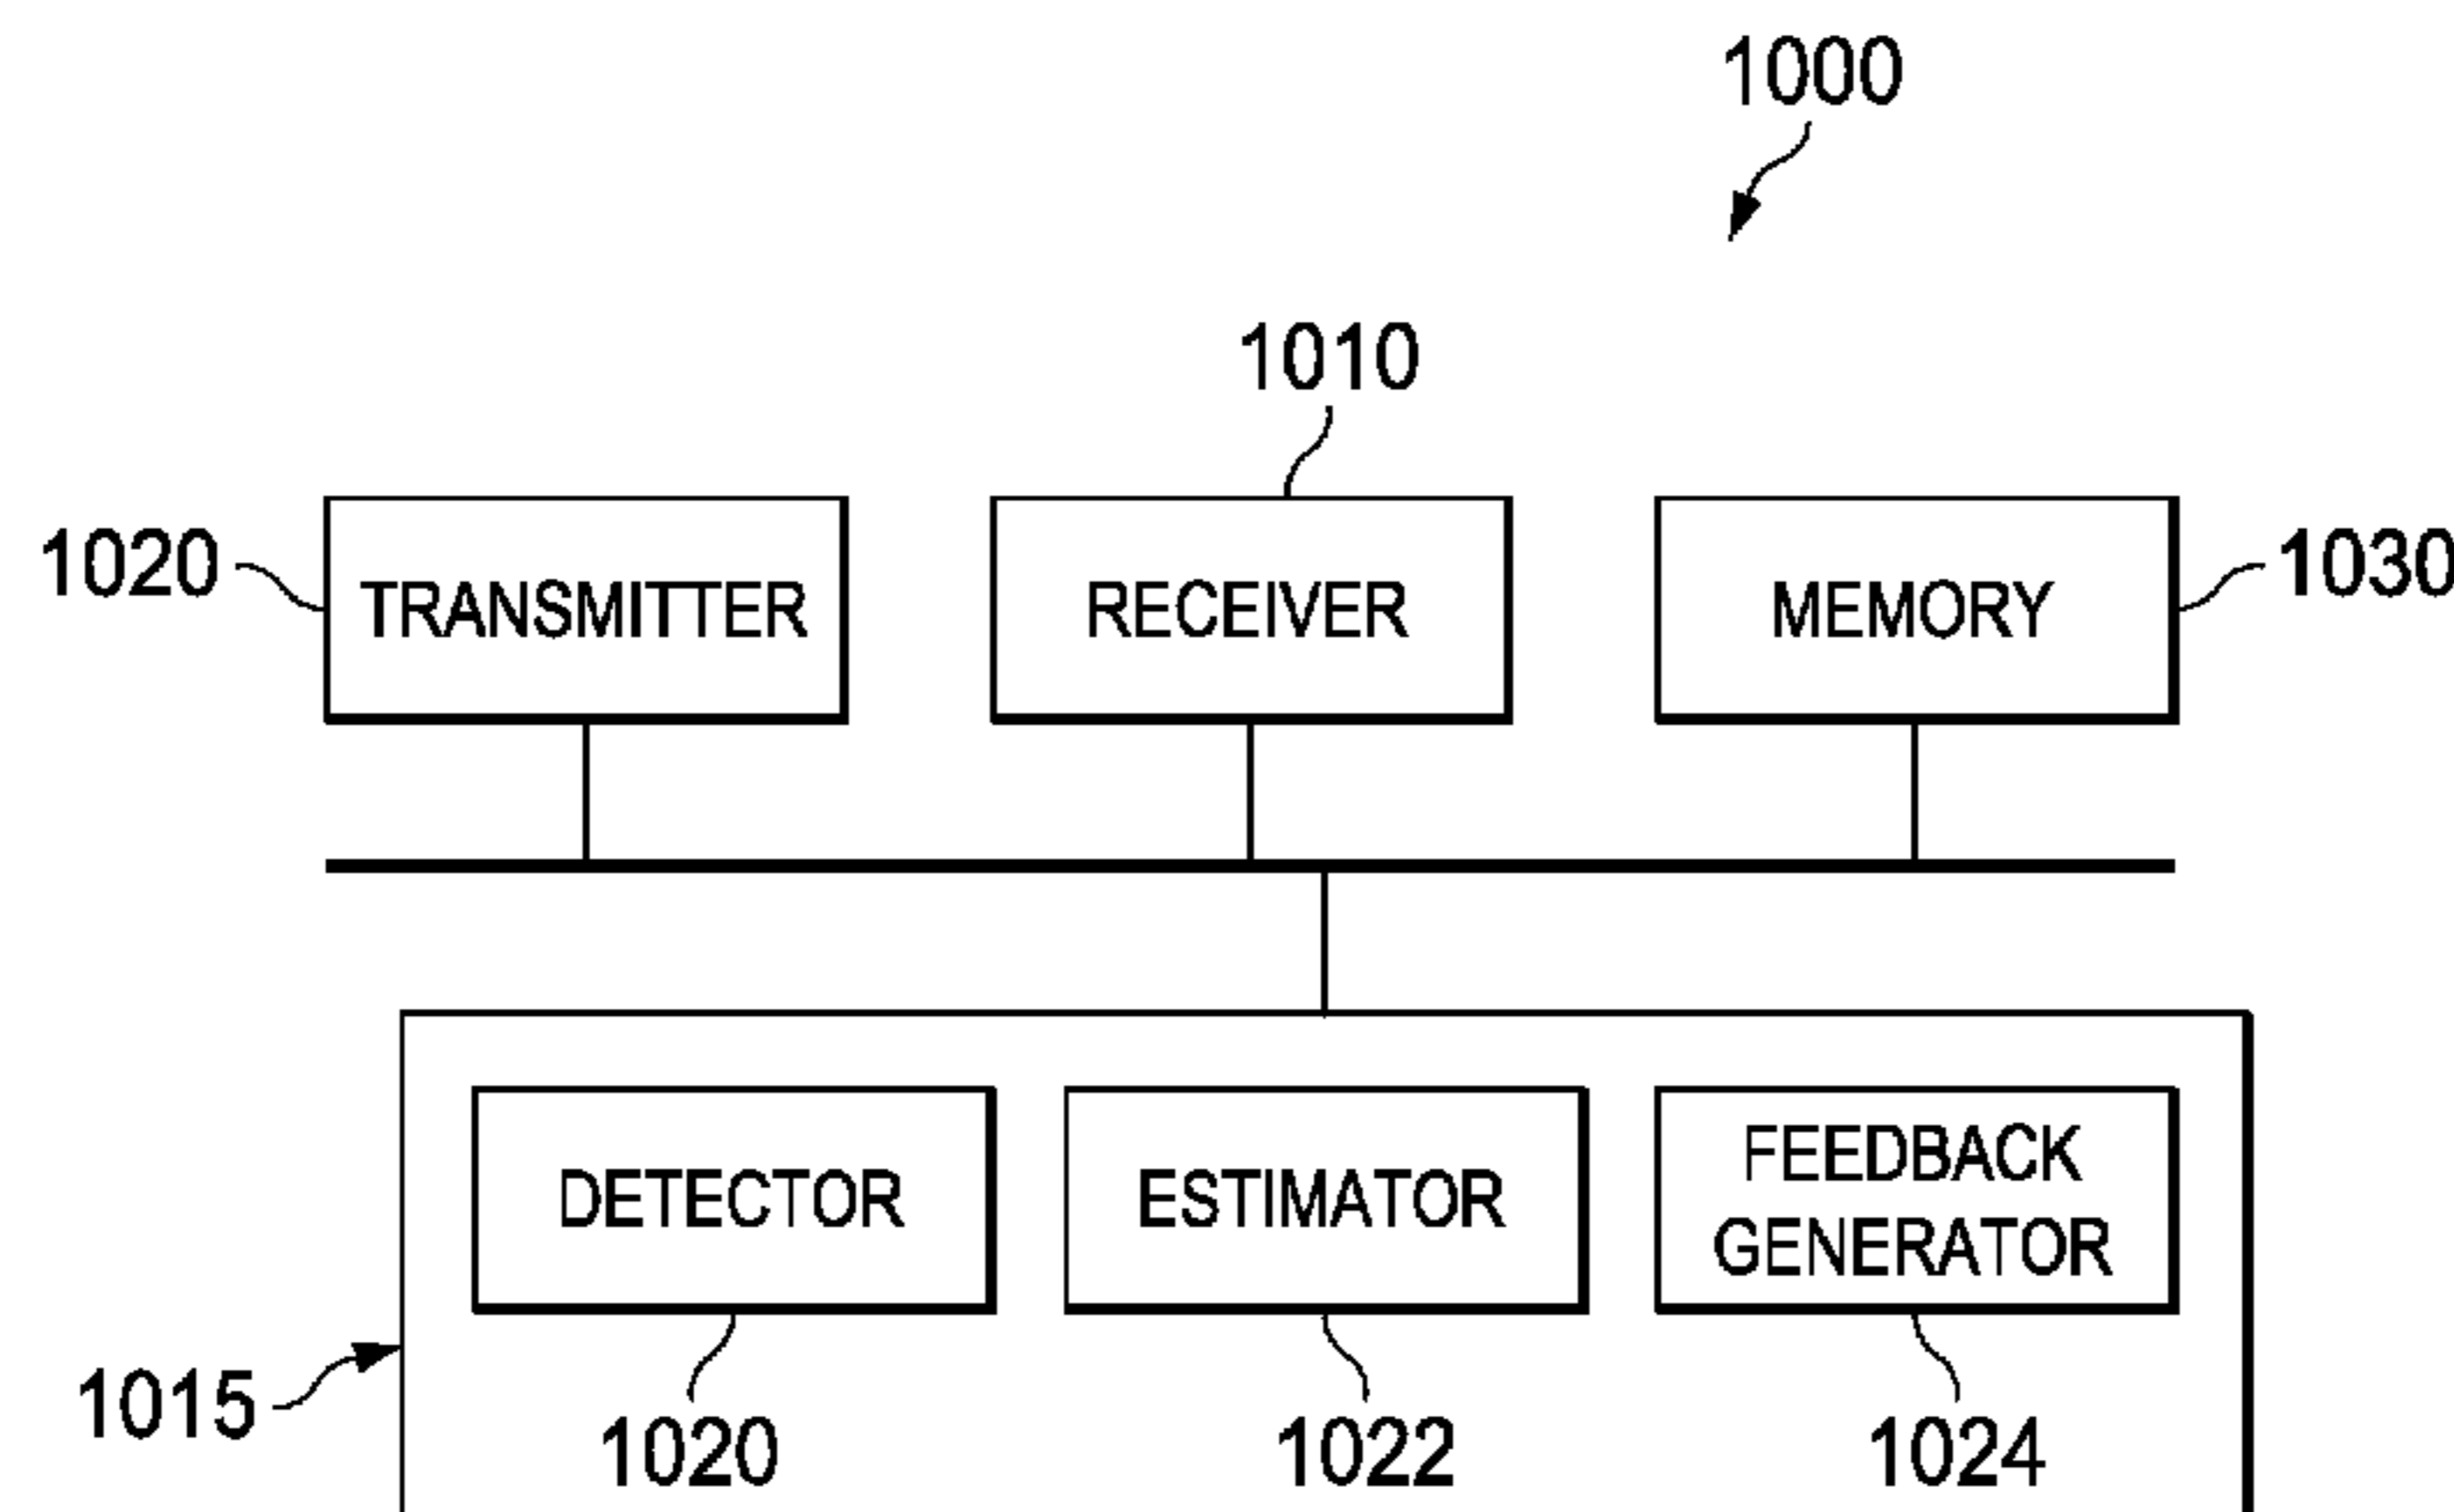 1000
1010
1020
TRANSMITTER
RECEIVER
MEMORY
1030
DETECTOR
ESTIMATOR
FEEDBACK
GENERATOR
1015
1020
1022
1024